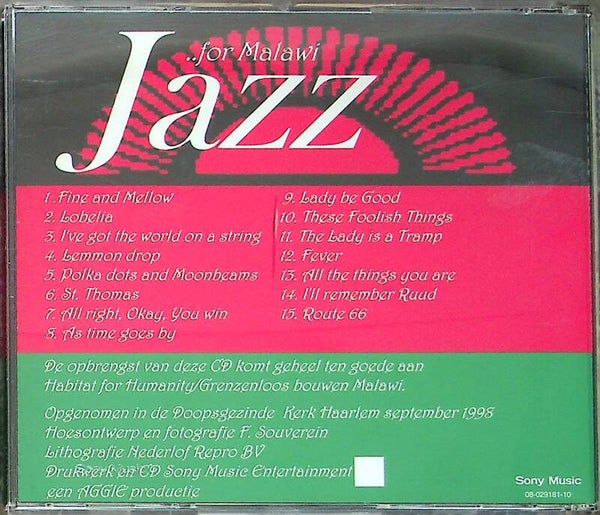 ..for Malawi
Jazz
1. Fine and Mellow
2. Lobelia
3. I've got the world on a string
4. Lemmon drop
5. Polka dots and Moonbeams
6. St. Thomas
7. All right, Okay, You win
8. As time goes by
9. Lady be Good
10. These Foolish Things
11. The Lady is a Tramp
12. Fever
13. All the things you are
14. I'll remember Ruud
15. Route 66
De opbrengst van deze CD komt geheel ten goede aan
Habitat for Humanity/Grenzenloos bouwen Malawi.
Opgenomen in de Doopsgezinde Kerk Haarlem september 1998
Hoesontwerp en fotografie F. Souverein
Lithografie Nederlof Repro BV
Drukwerk en CD Sony Music Entertainment
een AGGIE productie
Sony Music
08-029181-10